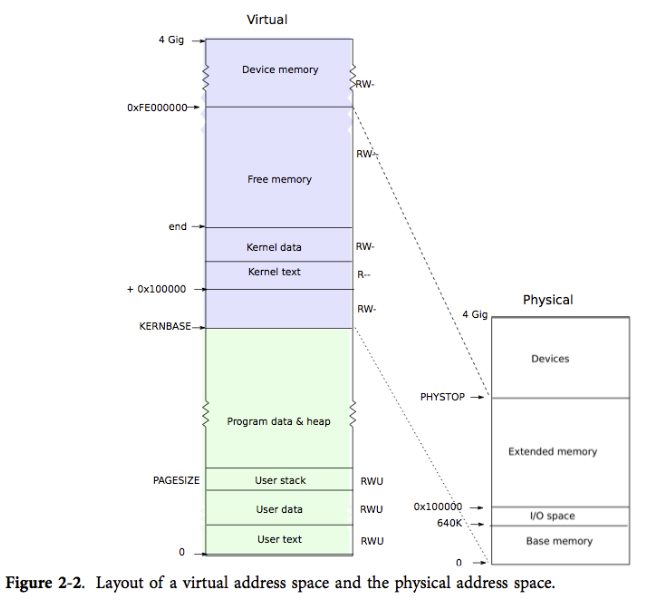 Virtual
4 Gig
Device memory
RW-
0xFE000000
RW-
Free memory
end
Kernel data
RW-
Kernel text
R--
+ 0x100000
RW-
KERNBASE
Program data & heap
PAGESIZE
User stack
RWU
User data
RWU
User text
RWU
0
Physical
4 Gig
Devices
PHYSTOP
Extended memory
0x100000
I/O space
640K
Base memory
0
Figure 2-2. Layout of a virtual address space and the physical address space.